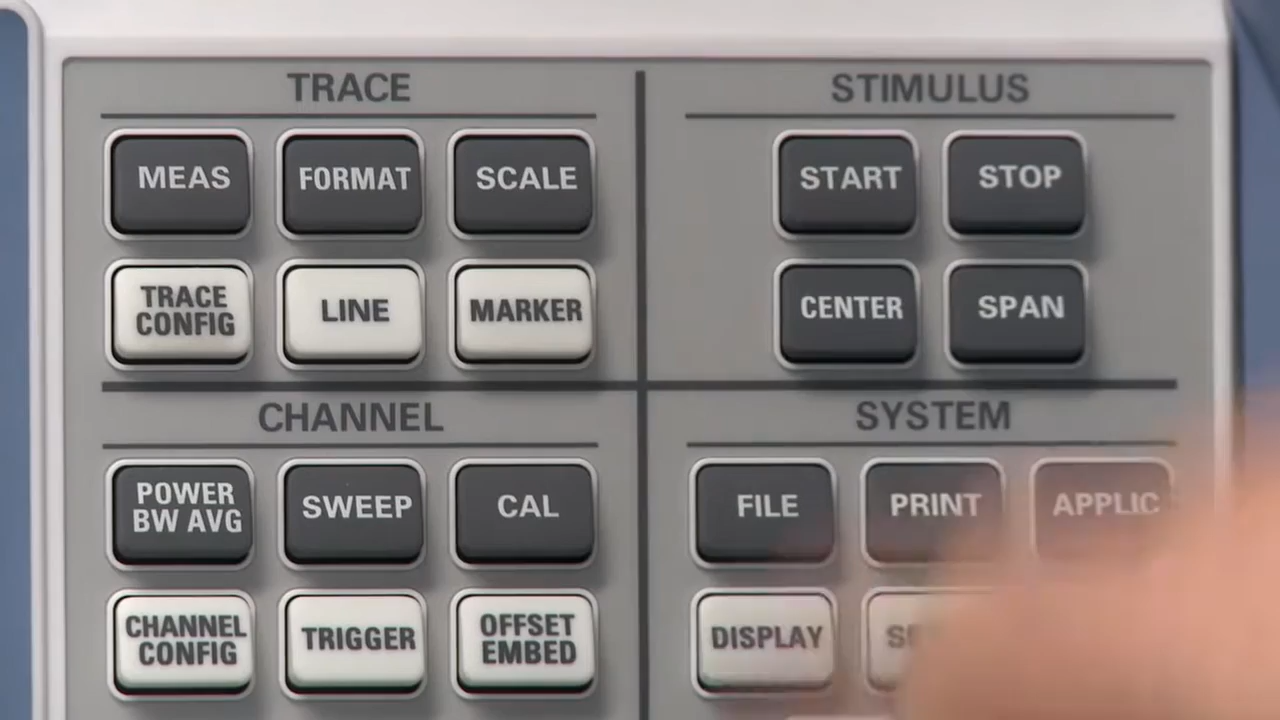 TRACE
MEAS
FORMAT
SCALE
TRACE
CONFIG
LINE
MARKER
STIMULUS
START
STOP
CENTER
SPAN
CHANNEL
POWER
BW AVG
SWEEP
CAL
CHANNEL
CONFIG
TRIGGER
OFFSET
EMBED
SYSTEM
FILE
PRINT
APPLIC
DISPLAY